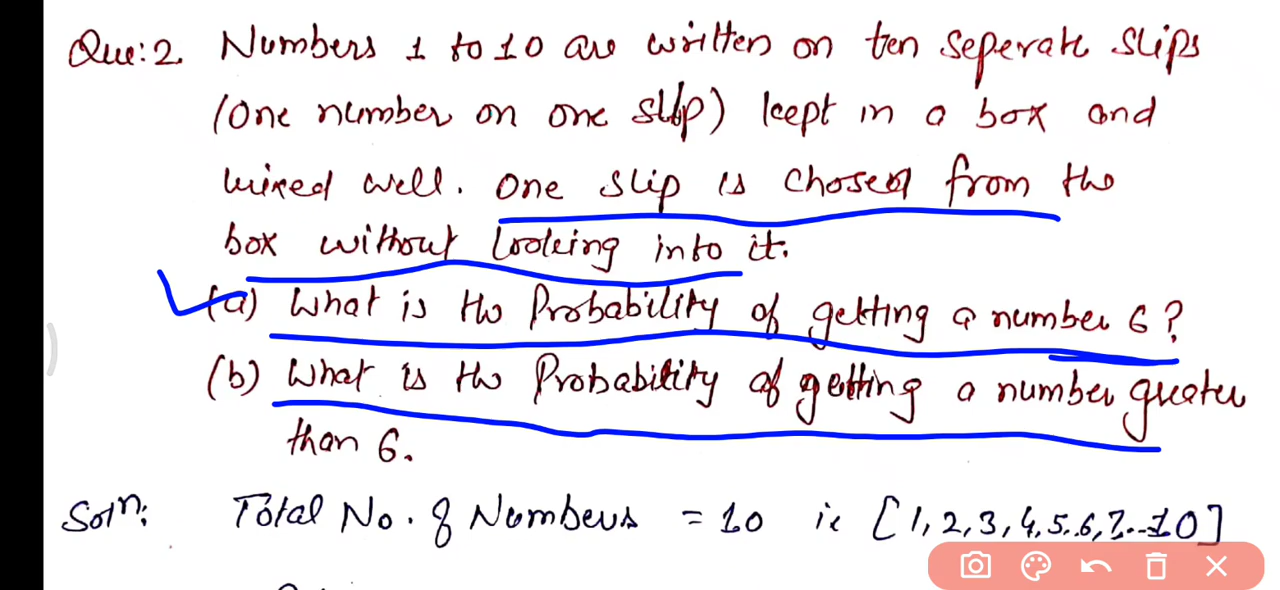 Que:2. Numbers 1 to 10 are written on ten seperate slips
(One number on one slip) kept in a box and
mixed well. One slip is chosen from the
box without looking into it.
(a) What is the Probability of getting a number 6?
(b) What is the Probability of getting a number greater
than 6.
Solⁿ: Total No. of Numbers = 10 ie [1,2,3,4,5,6,7...10]